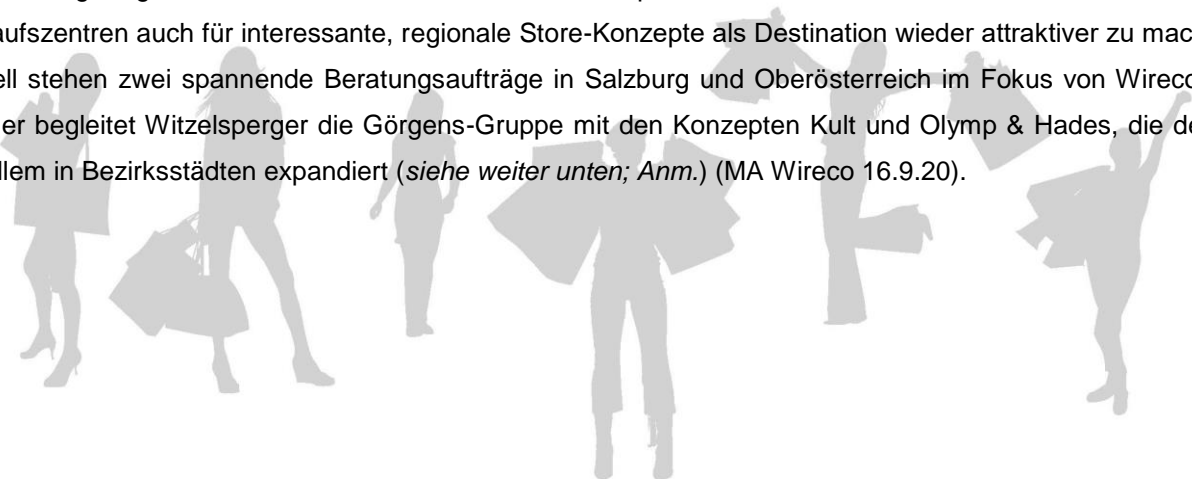 aufszentren auch für interessante, regionale Store-Konzepte als Destination wieder attraktiver zu mac
ell stehen zwei spannende Beratungsaufträge in Salzburg und Oberösterreich im Fokus von Wireco
er begleitet Witzelsperger die Görgens-Gruppe mit den Konzepten Kult und Olymp & Hades, die de
llem in Bezirksstädten expandiert (siehe weiter unten; Anm.) (MA Wireco 16.9.20).